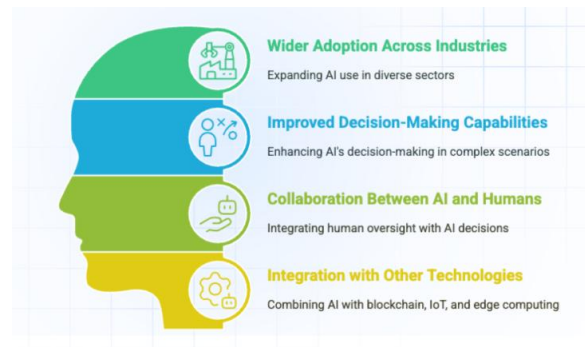 Wider Adoption Across Industries
Expanding AI use in diverse sectors
Improved Decision-Making Capabilities
Enhancing AI's decision-making in complex scenarios
Collaboration Between AI and Humans
Integrating human oversight with AI decisions
Integration with Other Technologies
Combining AI with blockchain, IoT, and edge computing